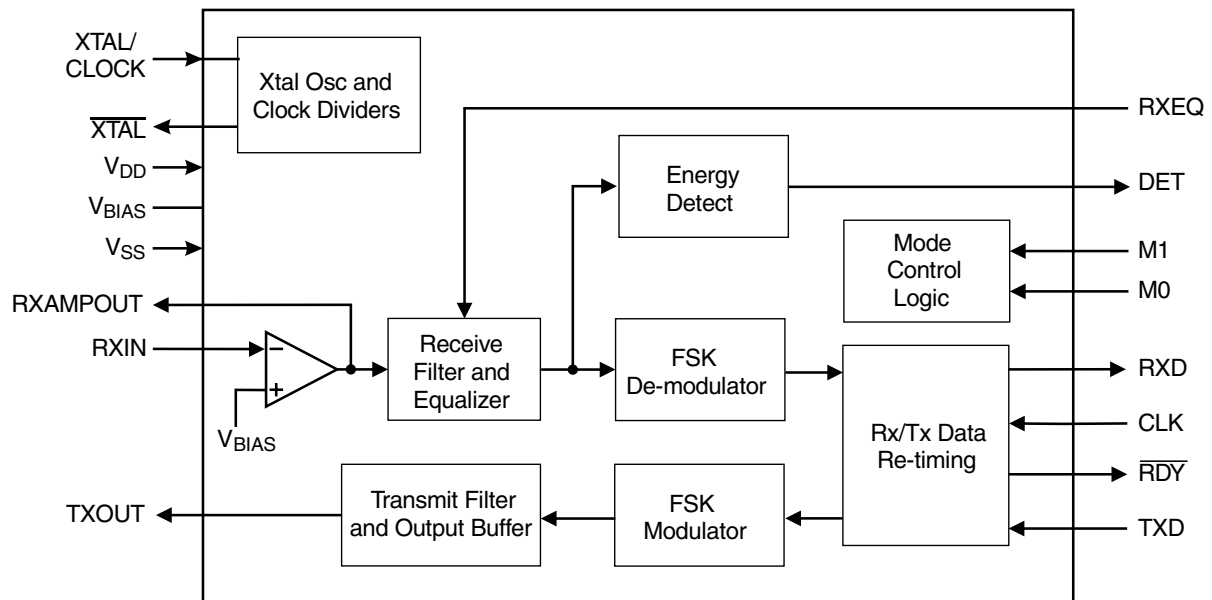 XTAL/
CLOCK
XTAL
VDD
VBIAS
VSS
RXAMPOUT
RXIN
TXOUT
Xtal Osc and
Clock Dividers
Energy
Detect
Mode
Control
Logic
−
+
VBIAS
Receive
Filter and
Equalizer
FSK
De-modulator
Rx/Tx Data
Re-timing
Transmit Filter
and Output Buffer
FSK
Modulator
RXEQ
DET
M1
M0
RXD
CLK
RDY
TXD